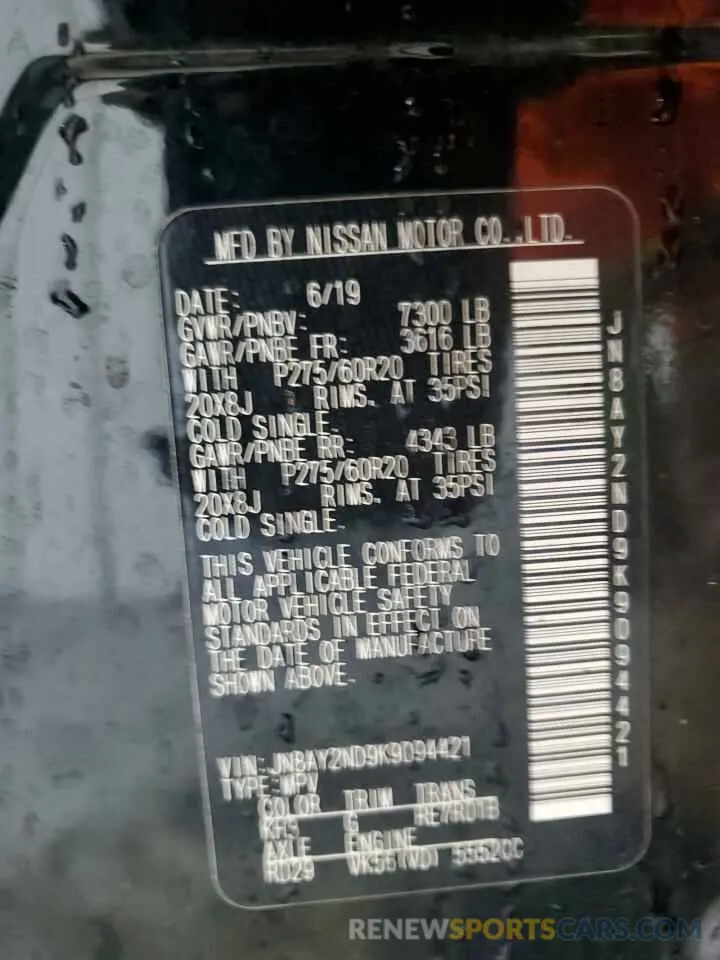 MFD BY NISSAN MOTOR CO.,LTD.
DATE: 6/19
GVWR/PNBV: 7300 LB
GAWR/PNBE FR: 3616 LB
WITH P275/60R20 TIRES
20X8J RIMS. AT 35PSI
COLD SINGLE.
GAWR/PNBE RR: 4343 LB
WITH P275/60R20 TIRES
20X8J RIMS. AT 35PSI
COLD SINGLE.
THIS VEHICLE CONFORMS TO
ALL APPLICABLE FEDERAL
MOTOR VEHICLE SAFETY
STANDARDS IN EFFECT ON
THE DATE OF MANUFACTURE
SHOWN ABOVE.
VIN: JN8AY2ND9K9094421
TYPE: MPV
COLOR TRIM TRANS
KH3 G RE7R01B
AXLE ENGINE
RD29 VK56(VD) 5552CC
JN8AY2ND9K9094421
RENEWSPORTSCARS.COM